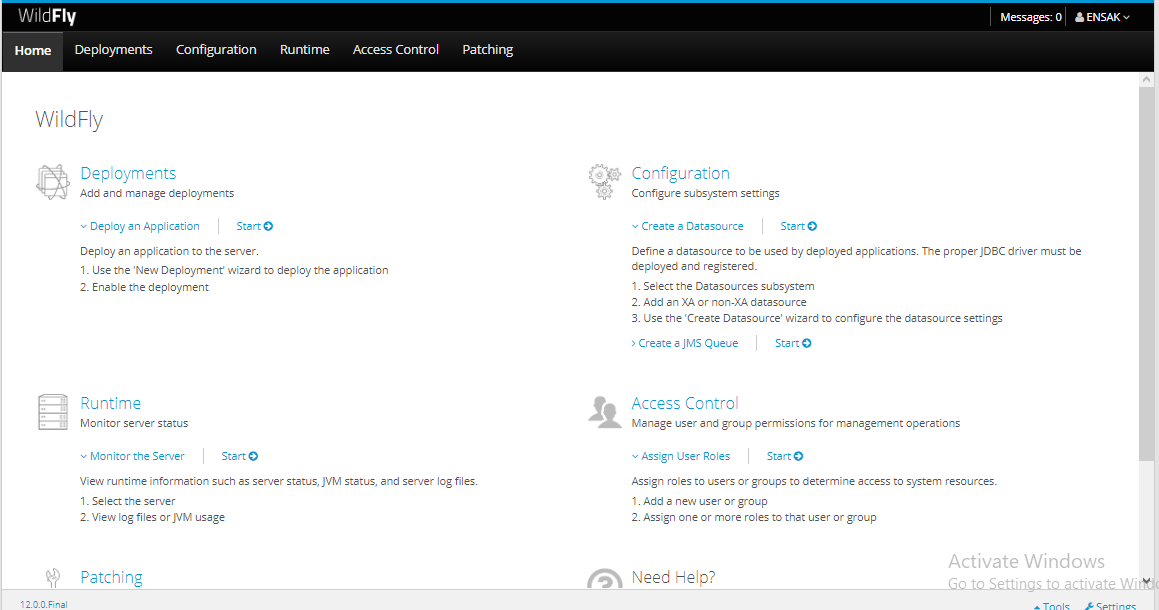 WildFly
Messages: 0 ENSAK
Home Deployments Configuration Runtime Access Control Patching
WildFly
Deployments
Add and manage deployments
Deploy an Application Start
Deploy an application to the server.
1. Use the 'New Deployment' wizard to deploy the application
2. Enable the deployment
Configuration
Configure subsystem settings
Create a Datasource Start
Define a datasource to be used by deployed applications. The proper JDBC driver must be
deployed and registered.
1. Select the Datasources subsystem
2. Add an XA or non-XA datasource
3. Use the 'Create Datasource' wizard to configure the datasource settings
Create a JMS Queue Start
Runtime
Monitor server status
Monitor the Server Start
View runtime information such as server status, JVM status, and server log files.
1. Select the server
2. View log files or JVM usage
Access Control
Manage user and group permissions for management operations
Assign User Roles Start
Assign roles to users or groups to determine access to system resources.
1. Add a new user or group
2. Assign one or more roles to that user or group
Patching
Need Help?
Activate Windows
Go to Settings to activate Windo
12.0.0.Final
Tools Settings